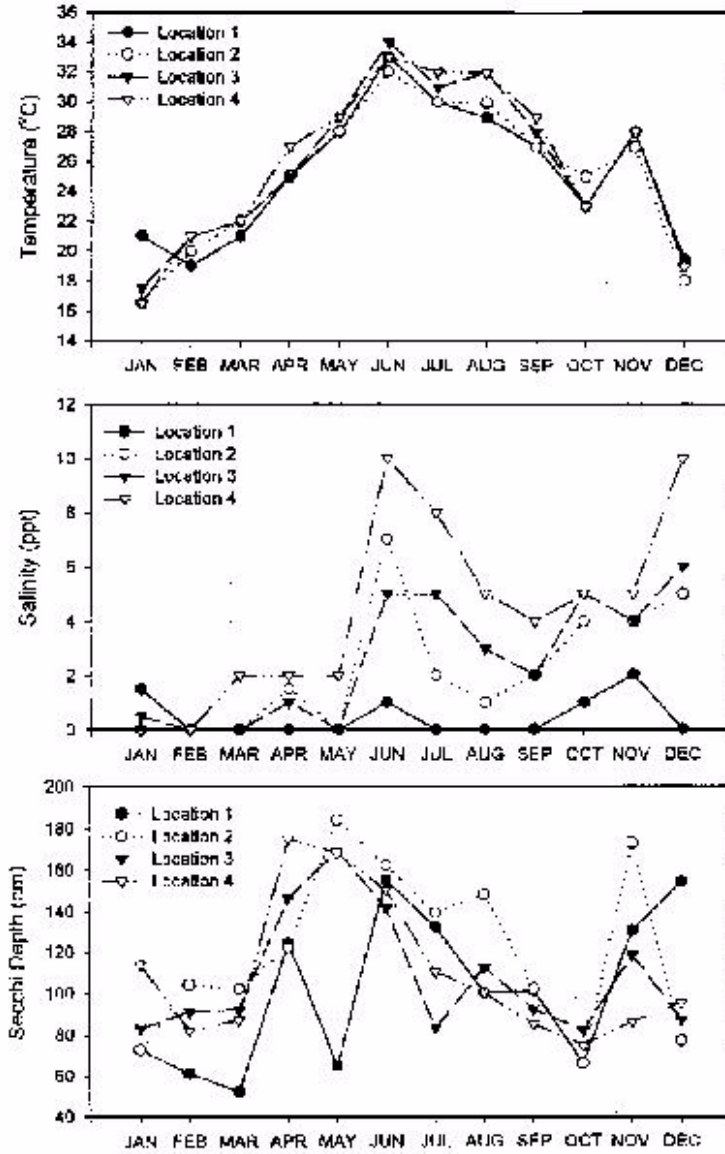 36
34
32
30
28
26
24
22
20
18
16
14
Temperature (°C)
Location 1
Location 2
Location 3
Location 4
JAN FEB MAR APR MAY JUN JUL AUG SEP OCT NOV DEC
12
10
8
6
4
2
0
Salinity (ppt)
Location 1
Location 2
Location 3
Location 4
JAN FEB MAR APR MAY JUN JUL AUG SEP OCT NOV DEC
200
180
160
140
120
100
80
60
40
Secchi Depth (cm)
Location 1
Location 2
Location 3
Location 4
JAN FEB MAR APR MAY JUN JUL AUG SEP OCT NOV DEC